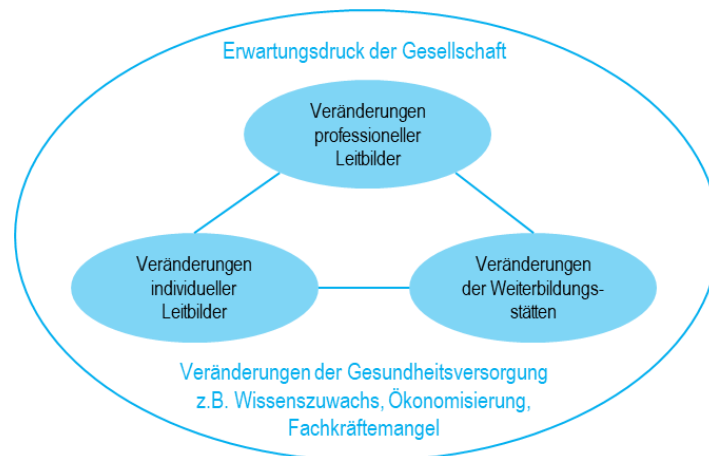 Erwartungsdruck der Gesellschaft
Veränderungen
professioneller
Leitbilder
Veränderungen
individueller
Leitbilder
Veränderungen
der Weiterbildungs-
stätten
Veränderungen der Gesundheitsversorgung
z.B. Wissenszuwachs, Ökonomisierung,
Fachkräftemangel